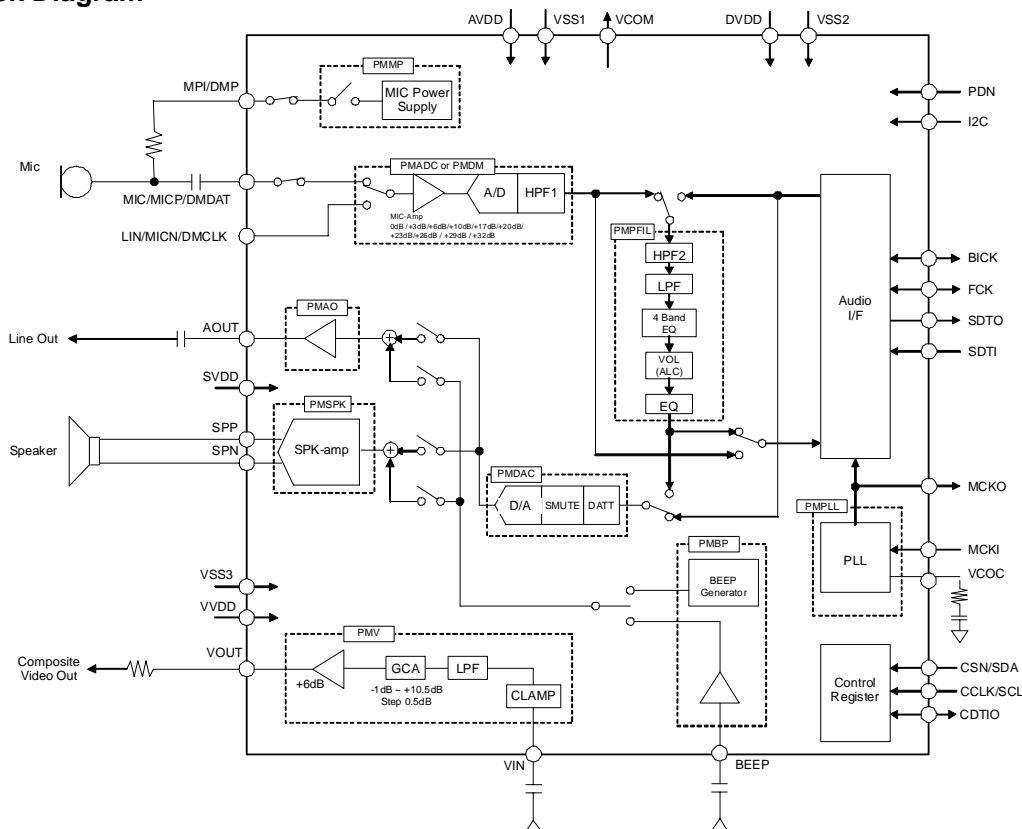 ck Diagram
AVDD
VSS1
VCOM
DVDD
VSS2
PMMP
MPI/DMP
MIC Power
Supply
PDN
I2C
Mic
PMADC or PMDM
A/D
HPF1
MIC/MICP/DMDAT
MIC-Amp
0dB /+3dB/+6dB/+10dB/+17dB/+20dB/
+23dB/+26dB / +29dB / +32dB
LIN/MICN/DMCLK
PMPFIL
HPF2
LPF
4 Band
EQ
VOL
(ALC)
EQ
Audio
I/F
BICK
FCK
SDTO
SDTI
PMAO
AOUT
Line Out
SVDD
PMSPK
SPP
SPN
Speaker
SPK-amp
PMDAC
D/A
SMUTE
DATT
MCKO
PMPLL
PLL
MCKI
VCOC
PMBP
BEEP
Generator
VSS3
VVDD
PMV
VOUT
Composite
Video Out
+6dB
GCA
LPF
-1dB ~ +10.5dB
Step 0.5dB
CLAMP
Control
Register
CSN/SDA
CCLK/SCL
CDTIO
VIN
BEEP